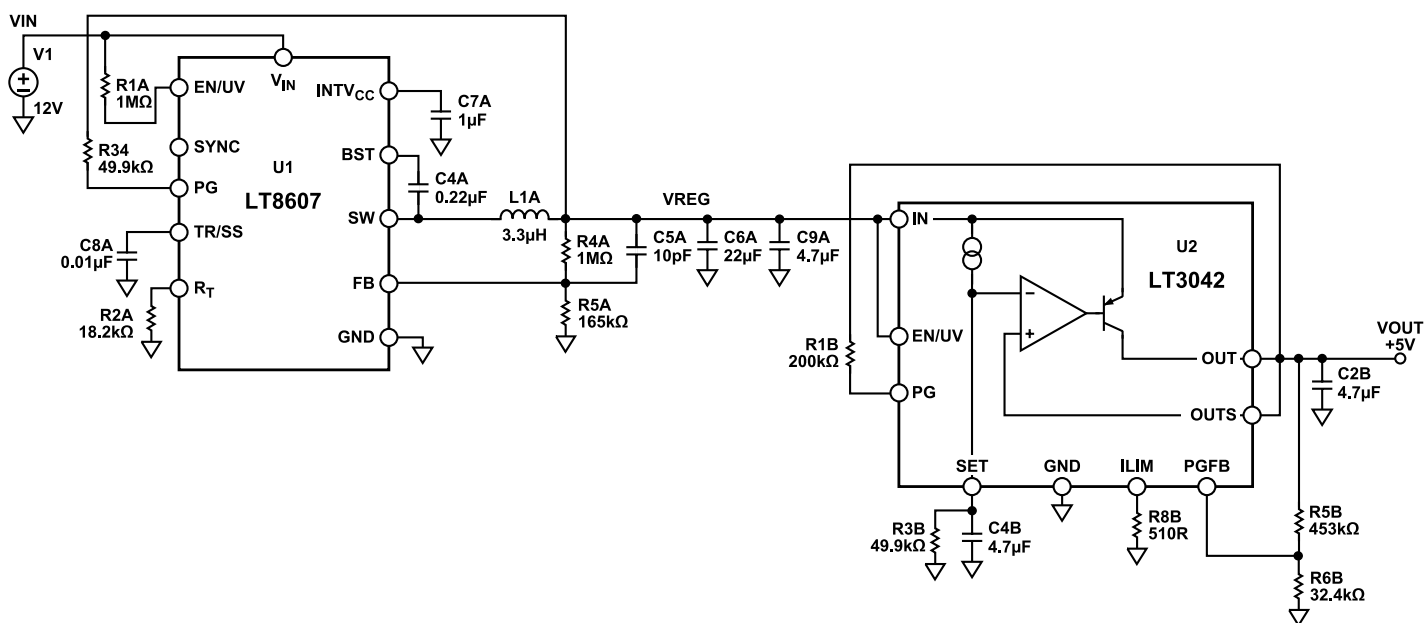 VIN
V1
12V
R1A
1MΩ
R34
49.9kΩ
C8A
0.01µF
R2A
18.2kΩ
EN/UV
SYNC
PG
TR/SS
RT
VIN
U1
LT8607
INTVCC
BST
SW
FB
GND
C7A
1µF
C4A
0.22µF
L1A
3.3µH
VREG
R4A
1MΩ
R5A
165kΩ
C5A
10pF
C6A
22µF
C9A
4.7µF
R1B
200kΩ
IN
EN/UV
PG
U2
LT3042
OUT
OUTS
SET
GND
ILIM
PGFB
R3B
49.9kΩ
C4B
4.7µF
R8B
510R
R5B
453kΩ
R6B
32.4kΩ
C2B
4.7µF
VOUT
+5V